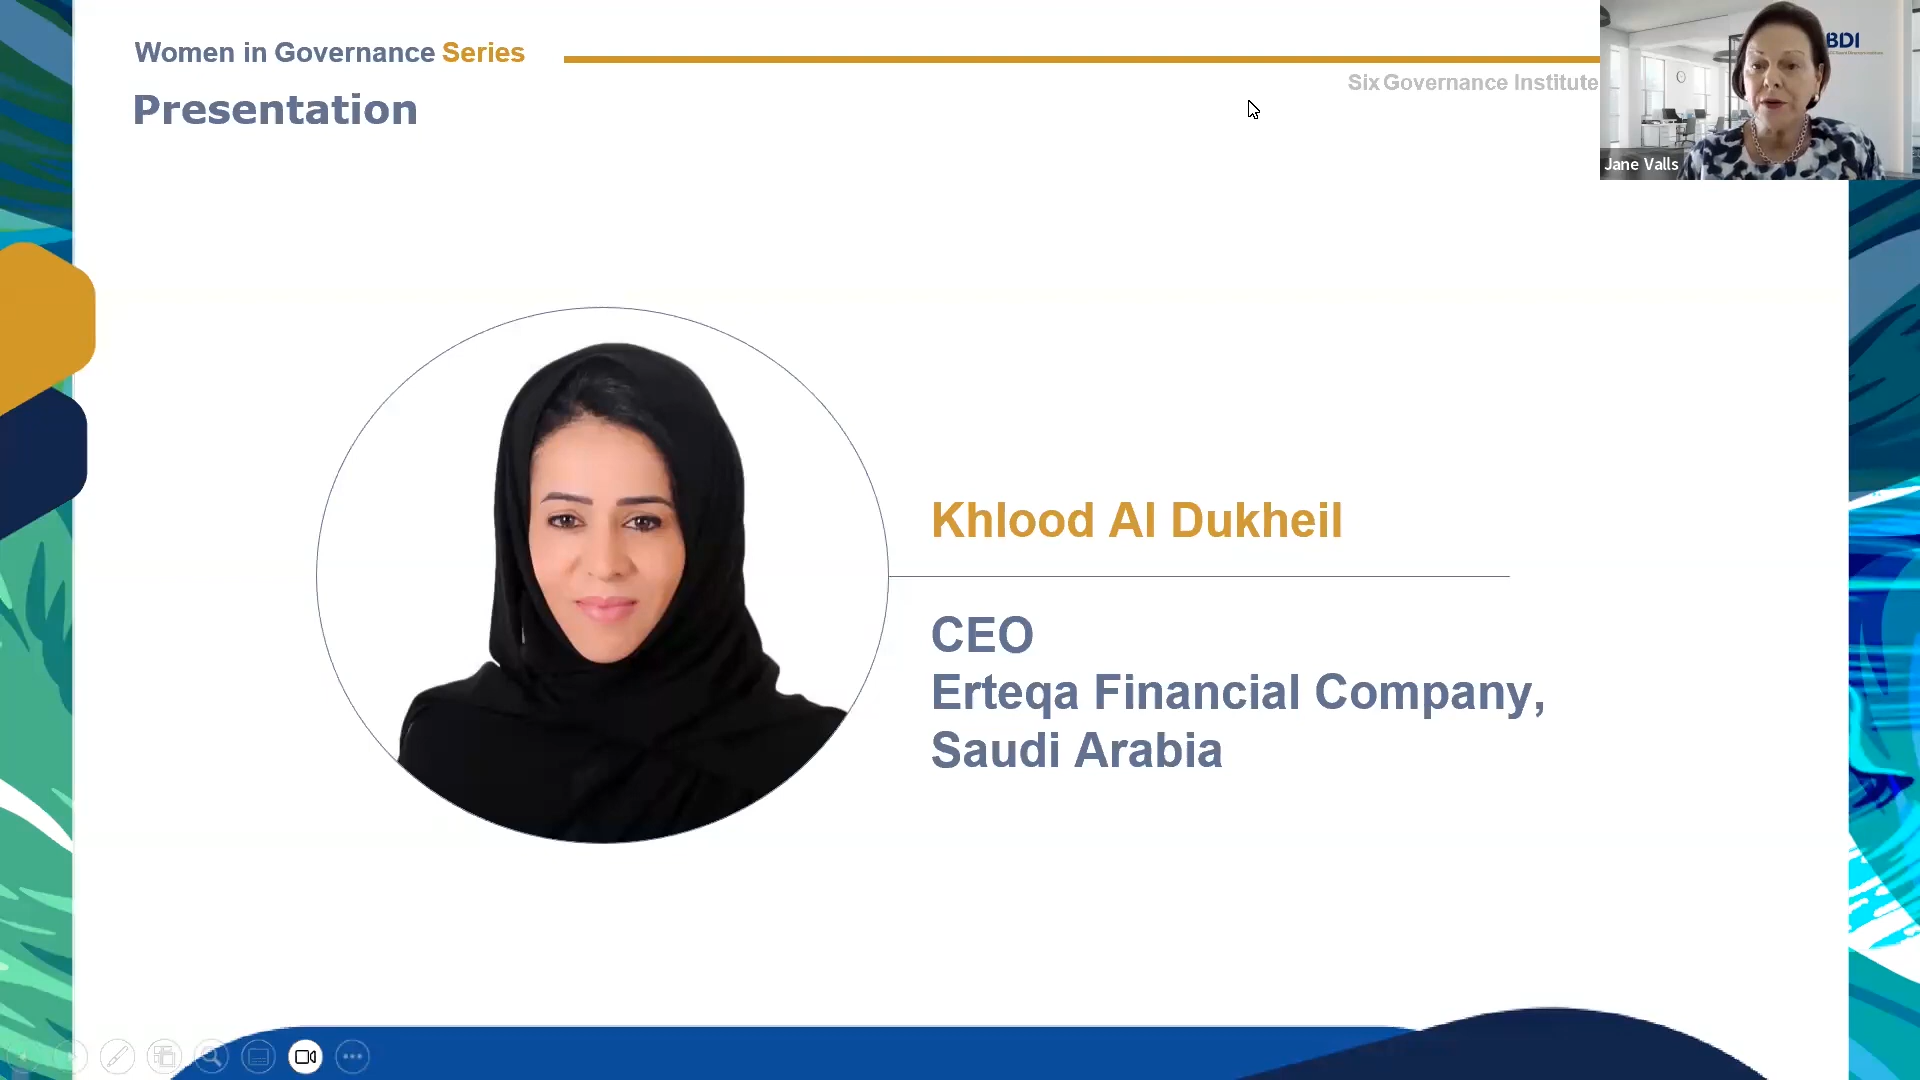 Women in Governance Series
Presentation
Six Governance Institute
BDI
Jane Valls
Khlood Al Dukheil
CEO
Erteqa Financial Company,
Saudi Arabia